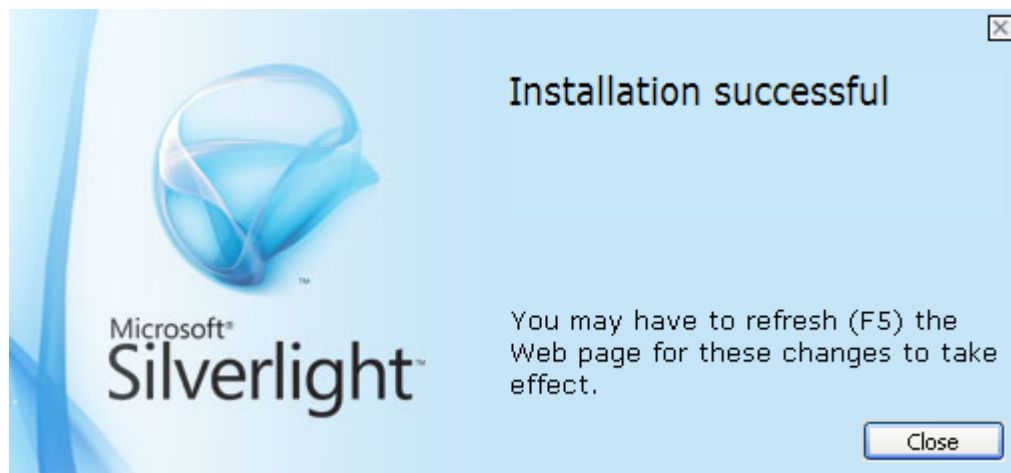 Installation successful
™
Microsoft®
Silverlight™
You may have to refresh (F5) the
Web page for these changes to take
effect.
Close